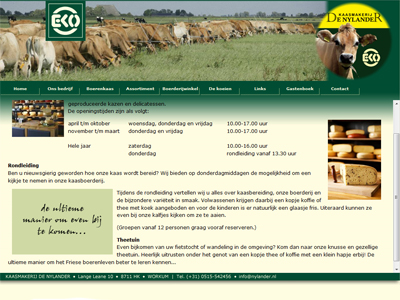 EKO
KAASMAKERIJ
DE NYLANDER
EKO
Home Ons bedrijf Boerenkaas Assortiment Boerderijwinkel De koeien Links Gastenboek Contact
geproduceerde kazen en delicatessen.
De openingstijden zijn als volgt:
april t/m oktober woensdag, donderdag en vrijdag 10.00-17.00 uur
november t/m maart donderdag en vrijdag 10.00-17.00 uur
Hele jaar zaterdag 10.00-16.00 uur
donderdag rondleiding vanaf 13.30 uur
Rondleiding
Ben u nieuwsgierig geworden hoe onze kaas wordt bereid? Wij bieden op donderdagmiddagen de mogelijkheid om een
kijkje te nemen in onze kaasboerderij.
de ultieme
manier om even bij
te komen...
Tijdens de rondleiding vertellen wij u alles over kaasbereiding, onze boerderij en
de bijzondere variëteit in smaak. Volwassenen krijgen daarbij een kopje koffie of
thee met koek aangeboden en voor de kinderen is er natuurlijk een glaasje fris. Uiteraard kunnen ze
even bij onze kalfjes kijken om ze te aaien.
(Groepen vanaf 12 personen graag vooraf reserveren.)
Theetuin
Even bijkomen van uw fietstocht of wandeling in de omgeving? Kom dan naar onze knusse en gezellige
theetuin. Heerlijk uitrusten onder het genot van een kopje thee of koffie met een klein hapje erbij! De
ultieme manier om het Friese boerenleven beter te leren kennen...
KAASMAKERIJ DE NYLANDER • Lange Leane 10 • 8711 HK • WORKUM | Tel. (+31) 0515-542456 • info@nylander.nl